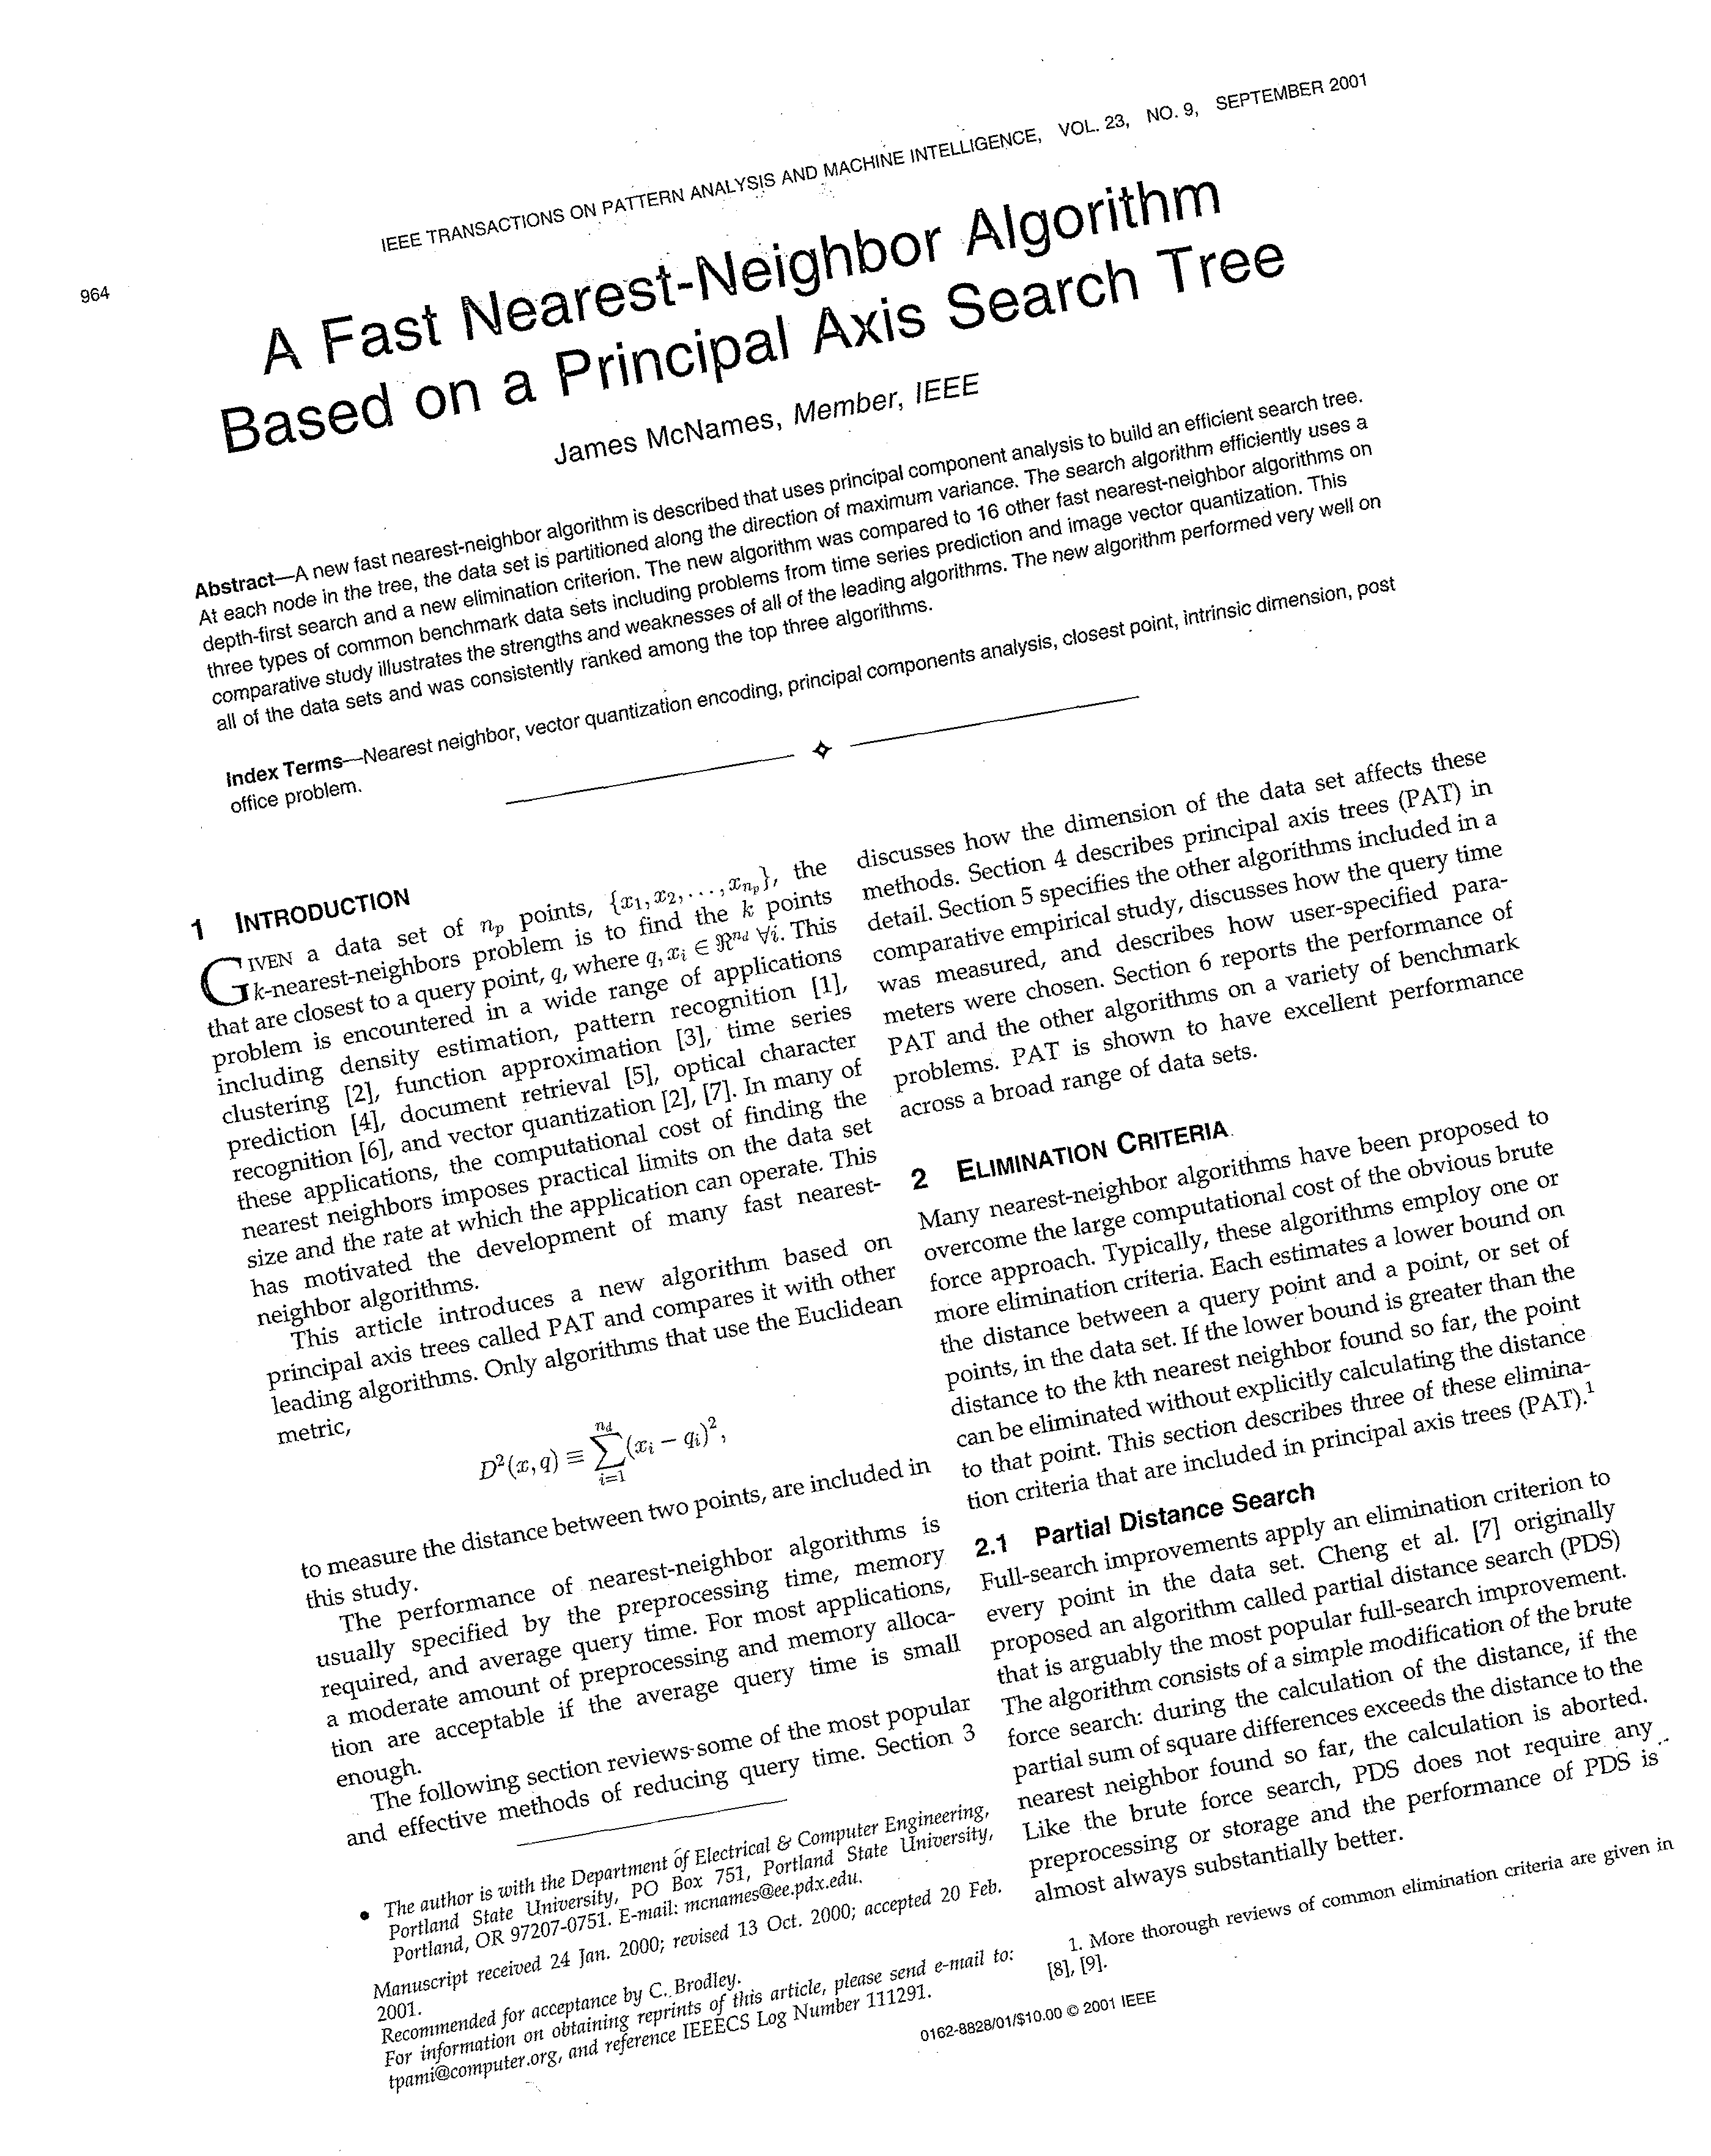 964
IEEE TRANSACTIONS ON PATTERN ANALYSIS AND MACHINE INTELLIGENCE, VOL. 23, NO. 9, SEPTEMBER 2001
A Fast Nearest-Neighbor Algorithm
Based on a Principal Axis Search Tree
James McNames, Member, IEEE
Abstract—A new fast nearest-neighbor algorithm is described that uses principal component analysis to build an efficient search tree.
At each node in the tree, the data set is partitioned along the direction of maximum variance. The search algorithm efficiently uses a
depth-first search and a new elimination criterion. The new algorithm was compared to 16 other fast nearest-neighbor algorithms on
three types of common benchmark data sets including problems from time series prediction and image vector quantization. This
comparative study illustrates the strengths and weaknesses of all of the leading algorithms. The new algorithm performed very well on
all of the data sets and was consistently ranked among the top three algorithms.
Index Terms—Nearest neighbor, vector quantization encoding, principal components analysis, closest point, intrinsic dimension, post
office problem.
1 INTRODUCTION
GIVEN a data set of n_p points, {x_1, x_2, ..., x_{n_p}}, the
k-nearest-neighbors problem is to find the k points
that are closest to a query point, q, where q, x_i ∈ ℜ^{n_d} ∀i. This
problem is encountered in a wide range of applications
including density estimation, pattern recognition [1],
clustering [2], function approximation [3], time series
prediction [4], document retrieval [5], optical character
recognition [6], and vector quantization [2], [7]. In many of
these applications, the computational cost of finding the
nearest neighbors imposes practical limits on the data set
size and the rate at which the application can operate. This
has motivated the development of many fast nearest-
neighbor algorithms.
This article introduces a new algorithm based on
principal axis trees called PAT and compares it with other
leading algorithms. Only algorithms that use the Euclidean
metric,
D²(x, q) ≡ ∑_{i=1}^{n_d} (x_i − q_i)²,
to measure the distance between two points, are included in
this study.
The performance of nearest-neighbor algorithms is
usually specified by the preprocessing time, memory
required, and average query time. For most applications,
a moderate amount of preprocessing and memory alloca-
tion are acceptable if the average query time is small
enough.
The following section reviews some of the most popular
and effective methods of reducing query time. Section 3
• The author is with the Department of Electrical & Computer Engineering,
Portland State University, PO Box 751, Portland State University,
Portland, OR 97207-0751. E-mail: mcnames@ee.pdx.edu.
Manuscript received 24 Jan. 2000; revised 13 Oct. 2000; accepted 20 Feb.
2001.
Recommended for acceptance by C. Brodley.
For information on obtaining reprints of this article, please send e-mail to:
tpami@computer.org, and reference IEEECS Log Number 111291.
discusses how the dimension of the data set affects these
methods. Section 4 describes principal axis trees (PAT) in
detail. Section 5 specifies the other algorithms included in a
comparative empirical study, discusses how the query time
was measured, and describes how user-specified para-
meters were chosen. Section 6 reports the performance of
PAT and the other algorithms on a variety of benchmark
problems. PAT is shown to have excellent performance
across a broad range of data sets.
2 ELIMINATION CRITERIA
Many nearest-neighbor algorithms have been proposed to
overcome the large computational cost of the obvious brute
force approach. Typically, these algorithms employ one or
more elimination criteria. Each estimates a lower bound on
the distance between a query point and a point, or set of
points, in the data set. If the lower bound is greater than the
distance to the kth nearest neighbor found so far, the point
can be eliminated without explicitly calculating the distance
to that point. This section describes three of these elimina-
tion criteria that are included in principal axis trees (PAT).¹
2.1 Partial Distance Search
Full-search improvements apply an elimination criterion to
every point in the data set. Cheng et al. [7] originally
proposed an algorithm called partial distance search (PDS)
that is arguably the most popular full-search improvement.
The algorithm consists of a simple modification of the brute
force search: during the calculation of the distance, if the
partial sum of square differences exceeds the distance to the
nearest neighbor found so far, the calculation is aborted.
Like the brute force search, PDS does not require any
preprocessing or storage and the performance of PDS is
almost always substantially better.
1. More thorough reviews of common elimination criteria are given in
[8], [9].
0162-8828/01/$10.00 © 2001 IEEE